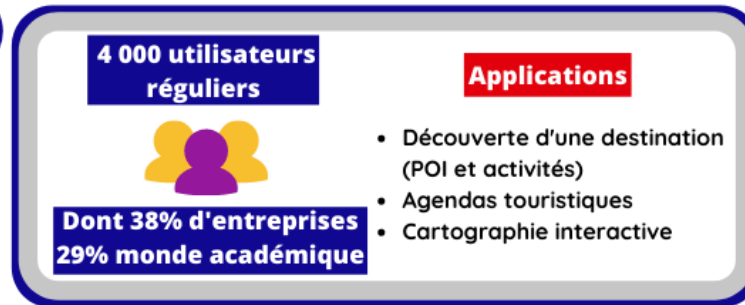 4 000 utilisateurs
réguliers
Dont 38% d'entreprises
29% monde académique
Applications
• Découverte d'une destination
(POI et activités)
• Agendas touristiques
• Cartographie interactive